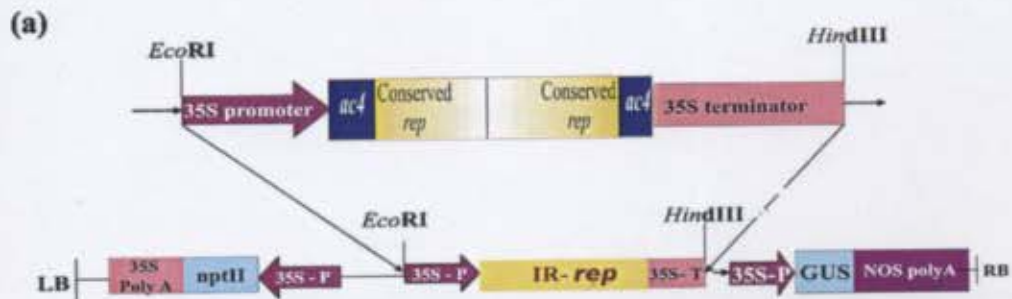 (a)
EcoRI HindIII
35S promoter ac4 Conserved rep Conserved rep ac4 35S terminator
EcoRI HindIII
LB 35S Poly A nptII 35S - P 35S - P IR- rep 35S- T 35S-P GUS NOS polyA RB